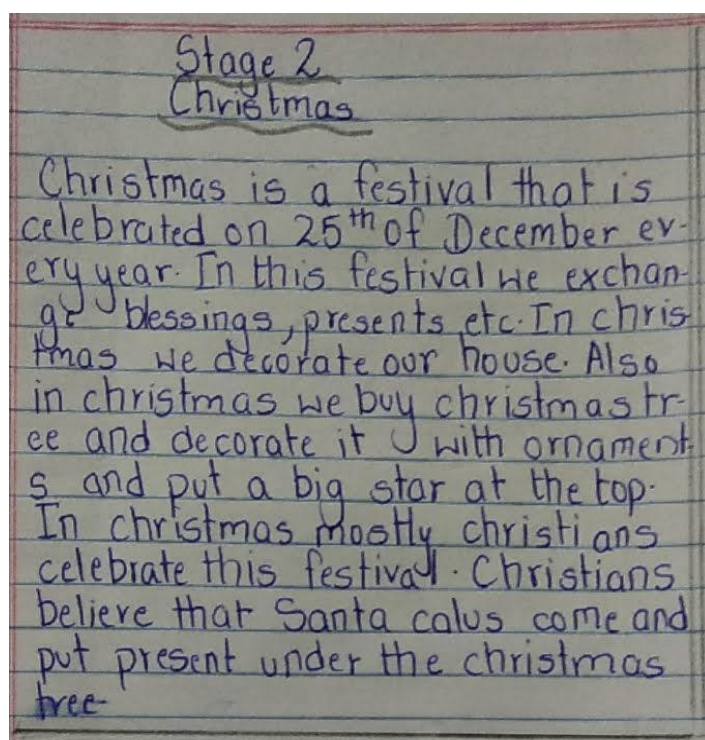 Stage 2
Christmas
Christmas is a festival that is
celebrated on 25th of December ev-
ery year. In this festival we exchan-
ge blessings, presents etc. In chris
tmas we decorate our house. Also
in christmas we buy christmas tr-
ee and decorate it with ornament
s and put a big star at the top.
In christmas mostly christians
celebrate this festival. Christians
believe that Santa calus come and
put present under the christmas
tree